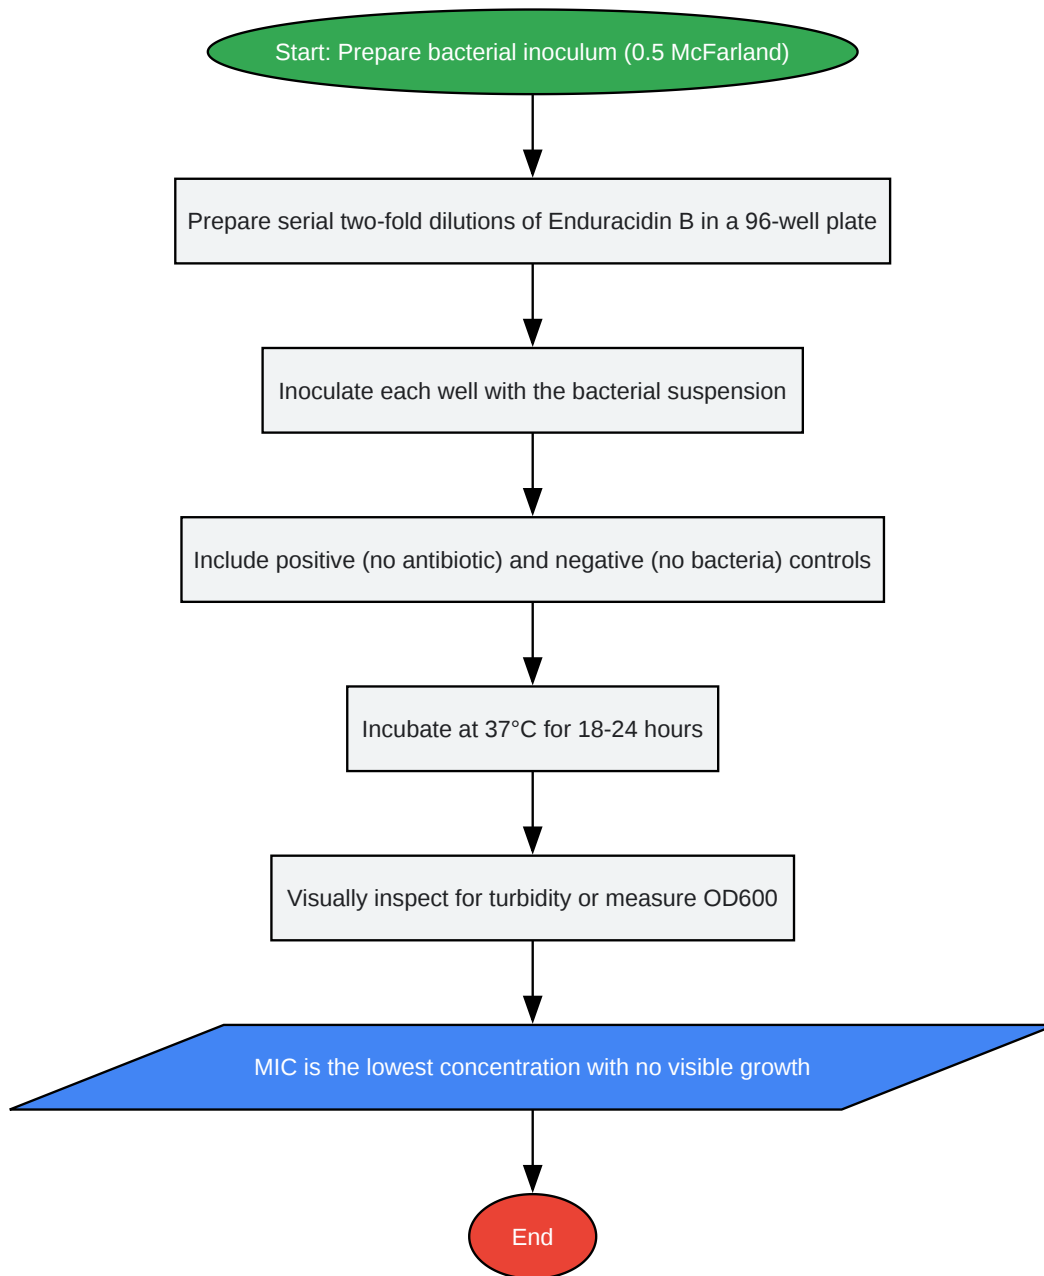 Start: Prepare bacterial inoculum (0.5 McFarland)
Prepare serial two-fold dilutions of Enduracidin B in a 96-well plate
Inoculate each well with the bacterial suspension
Include positive (no antibiotic) and negative (no bacteria) controls
Incubate at 37°C for 18-24 hours
Visually inspect for turbidity or measure OD600
MIC is the lowest concentration with no visible growth
End